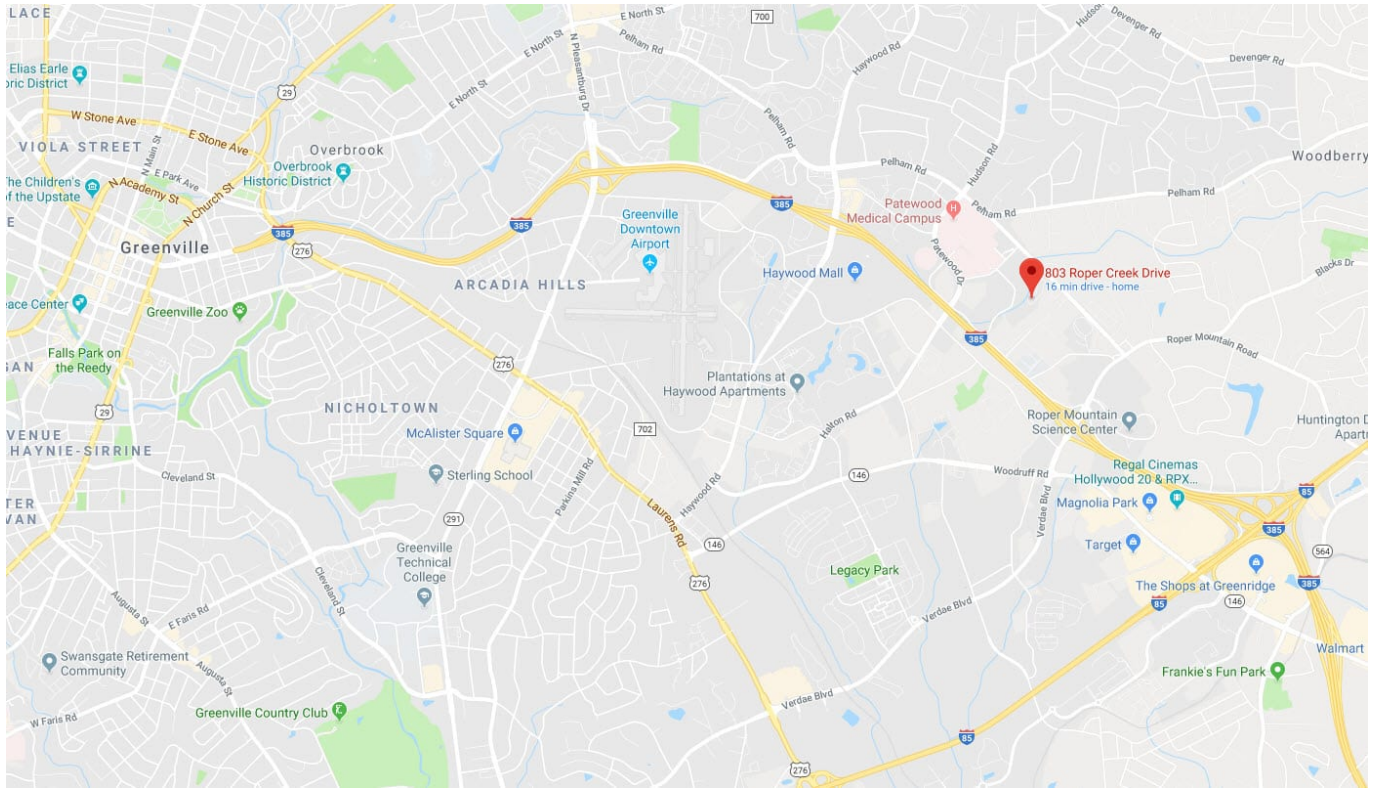 LACE
E North St
700
Hudson
Devenger Rd
N Pleasantburg Dr
Pelham Rd
E North St
Haywood Rd
Devenger Rd
Elias Earle
oric District
29
E North St
W Stone Ave
E Stone Ave
VIOLA STREET
N Main St
Overbrook
Pelham Rd
Hudson Rd
Woodberry
Overbrook
Historic District
E Park Ave
Pelham Rd
The Children's
of the Upstate
N Academy St
N Church St
385
Patewood
Medical Campus
Pelham Rd
Pelham Rd
E
385
385
Greenville
Downtown
Airport
Greenville
276
Patewood Dr
Blacks Dr
ARCADIA HILLS
Haywood Mall
803 Roper Creek Drive
16 min drive - home
eace Center
Greenville Zoo
385
Roper Mountain Road
Falls Park on
the Reedy
GAN
276
Plantations at
Haywood Apartments
29
NICHOLTOWN
Halton Rd
Roper Mountain
Science Center
Huntington D
Apartr
VENUE
HAYNIE-SIRRINE
McAlister Square
702
Cleveland St
Sterling School
Parkins Mill Rd
Haywood Rd
146
Woodruff Rd
Regal Cinemas
Hollywood 20 & RPX...
85
TER
VAN
291
Laurens Rd
Verdae Blvd
Magnolia Park
385
146
Target
564
Greenville
Technical
College
Cleveland St
276
Legacy Park
The Shops at Greenridge
385
Augusta St
E Faris Rd
Verdae Blvd
85
146
Swansgate Retirement
Community
Augusta St
Walmart
Frankie's Fun Park
W Faris Rd
Greenville Country Club
Verdae Blvd
85
276